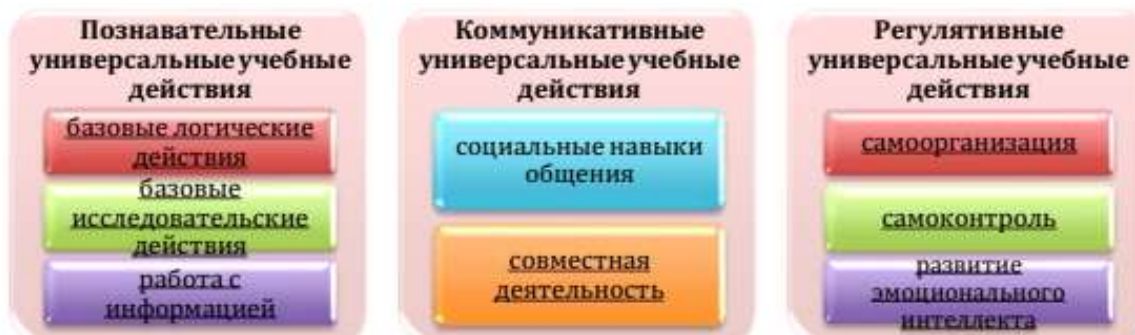 Познавательные
универсальные учебные
действия
базовые логические
действия
базовые
исследовательские
действия
работа с
информацией
Коммуникативные
универсальные учебные
действия
социальные навыки
общения
совместная
деятельность
Регулятивные
универсальные учебные
действия
самоорганизация
самоконтроль
развитие
эмоционального
интеллекта